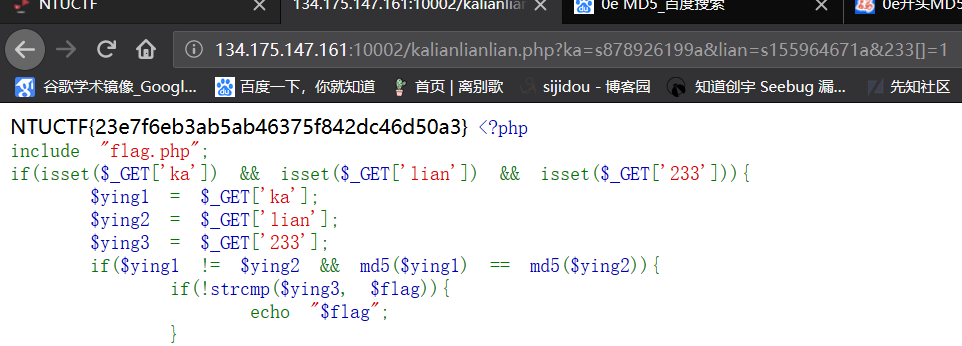 NTUCTF
134.175.147.161:10002/kalianlian
0e MD5_百度搜索
0e开头MD5
134.175.147.161:10002/kalianlianlian.php?ka=s878926199a&lian=s155964671a&233[]=1
谷歌学术镜像_Googl... 百度一下，你就知道 首页 | 离别歌 sijidou - 博客园 知道创宇 Seebug 漏... 先知社区
NTUCTF{23e7f6eb3ab5ab46375f842dc46d50a3} <?php
include "flag.php";
if(isset($_GET['ka']) && isset($_GET['lian']) && isset($_GET['233'])){
$ying1 = $_GET['ka'];
$ying2 = $_GET['lian'];
$ying3 = $_GET['233'];
if($ying1 != $ying2 && md5($ying1) == md5($ying2)){
if(!strcmp($ying3, $flag)){
echo "$flag";
}